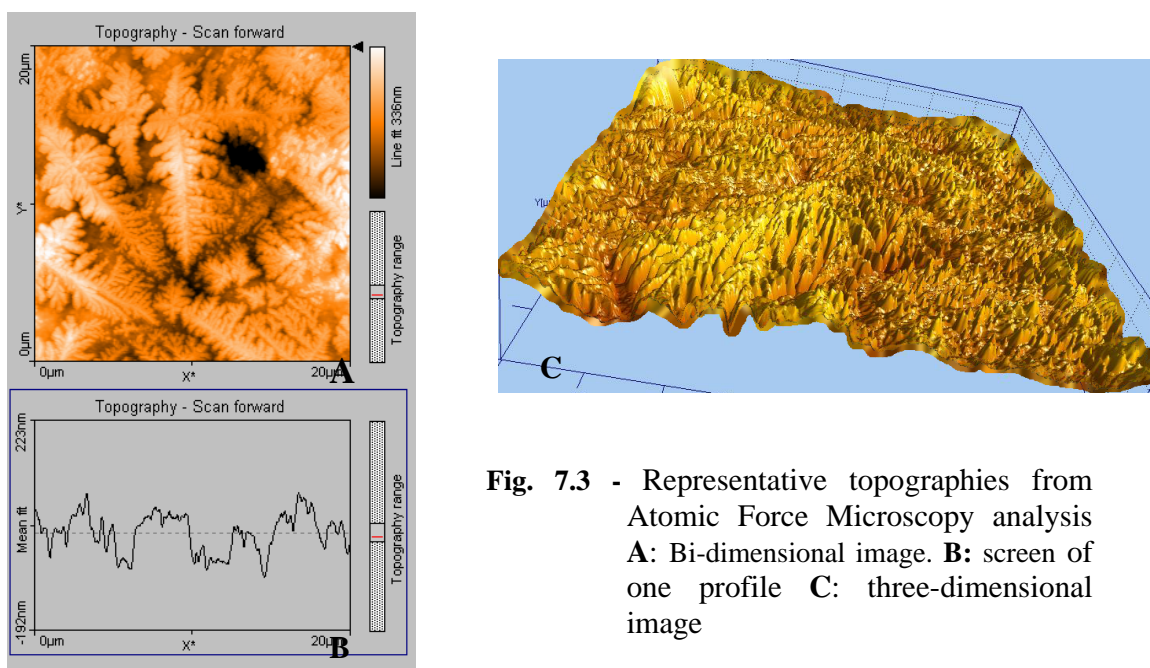 Topography - Scan forward
20µm
Y*
0µm
0µm
X*
20µm
A
Line fit 336nm
Topography range
Topography - Scan forward
223nm
Mean fit
-192nm
0µm
X*
20µm
B
Topography range
C
Fig. 7.3 - Representative topographies from
Atomic Force Microscopy analysis
A: Bi-dimensional image. B: screen of
one profile C: three-dimensional
image